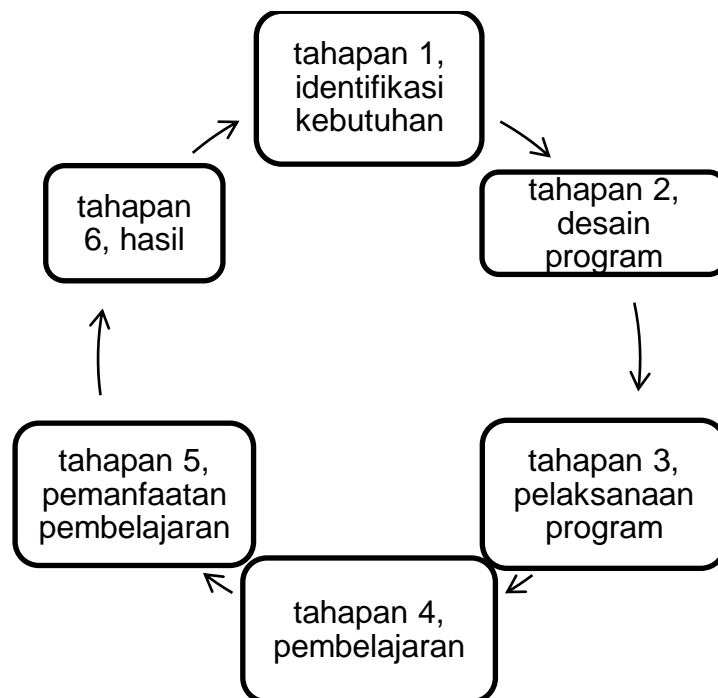 tahapan 1,
identifikasi
kebutuhan
tahapan 2,
desain
program
tahapan 3,
pelaksanaan
program
tahapan 4,
pembelajaran
tahapan 5,
pemanfaatan
pembelajaran
tahapan
6, hasil